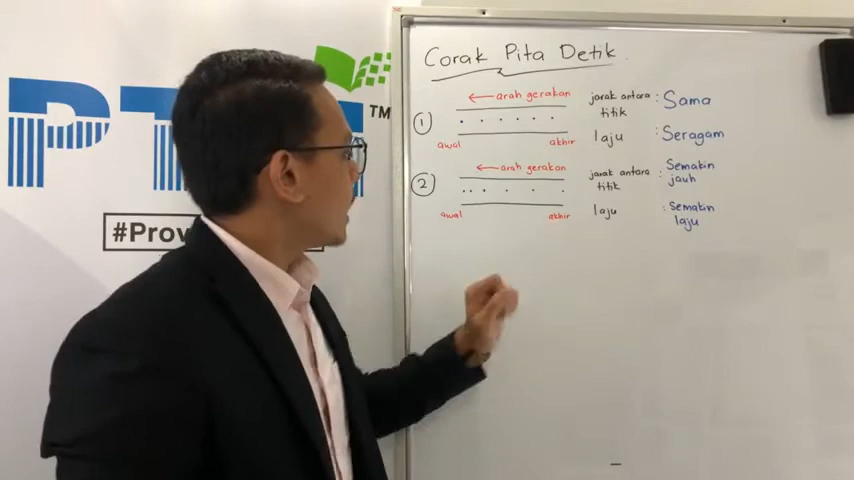 Corak Pita Detik
1
← arah gerakan
awal
akhir
jarak antara titik : Sama
laju : Seragam
2
← arah gerakan
awal
akhir
jarak antara titik : Semakin jauh
laju : Semakin laju
PT
TM
#Prov